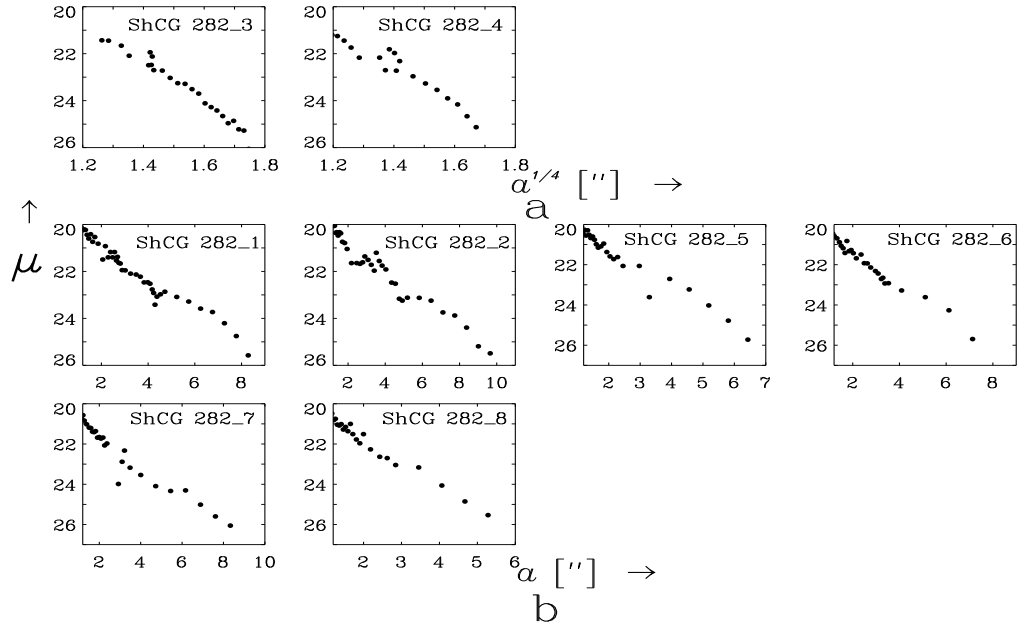 20
22
24
26
ShCG 282_3
1.2 1.4 1.6 1.8
20
22
24
26
ShCG 282_4
1.2 1.4 1.6 1.8
a^{1/4} ["] →
a
↑
μ
20
22
24
26
ShCG 282_1
2 4 6 8
20
22
24
26
ShCG 282_2
2 4 6 8 10
20
22
24
26
ShCG 282_5
2 3 4 5 6 7
20
22
24
26
ShCG 282_6
2 4 6 8
20
22
24
26
ShCG 282_7
2 4 6 8 10
20
22
24
26
ShCG 282_8
2 3 4 5 6
a ["] →
b